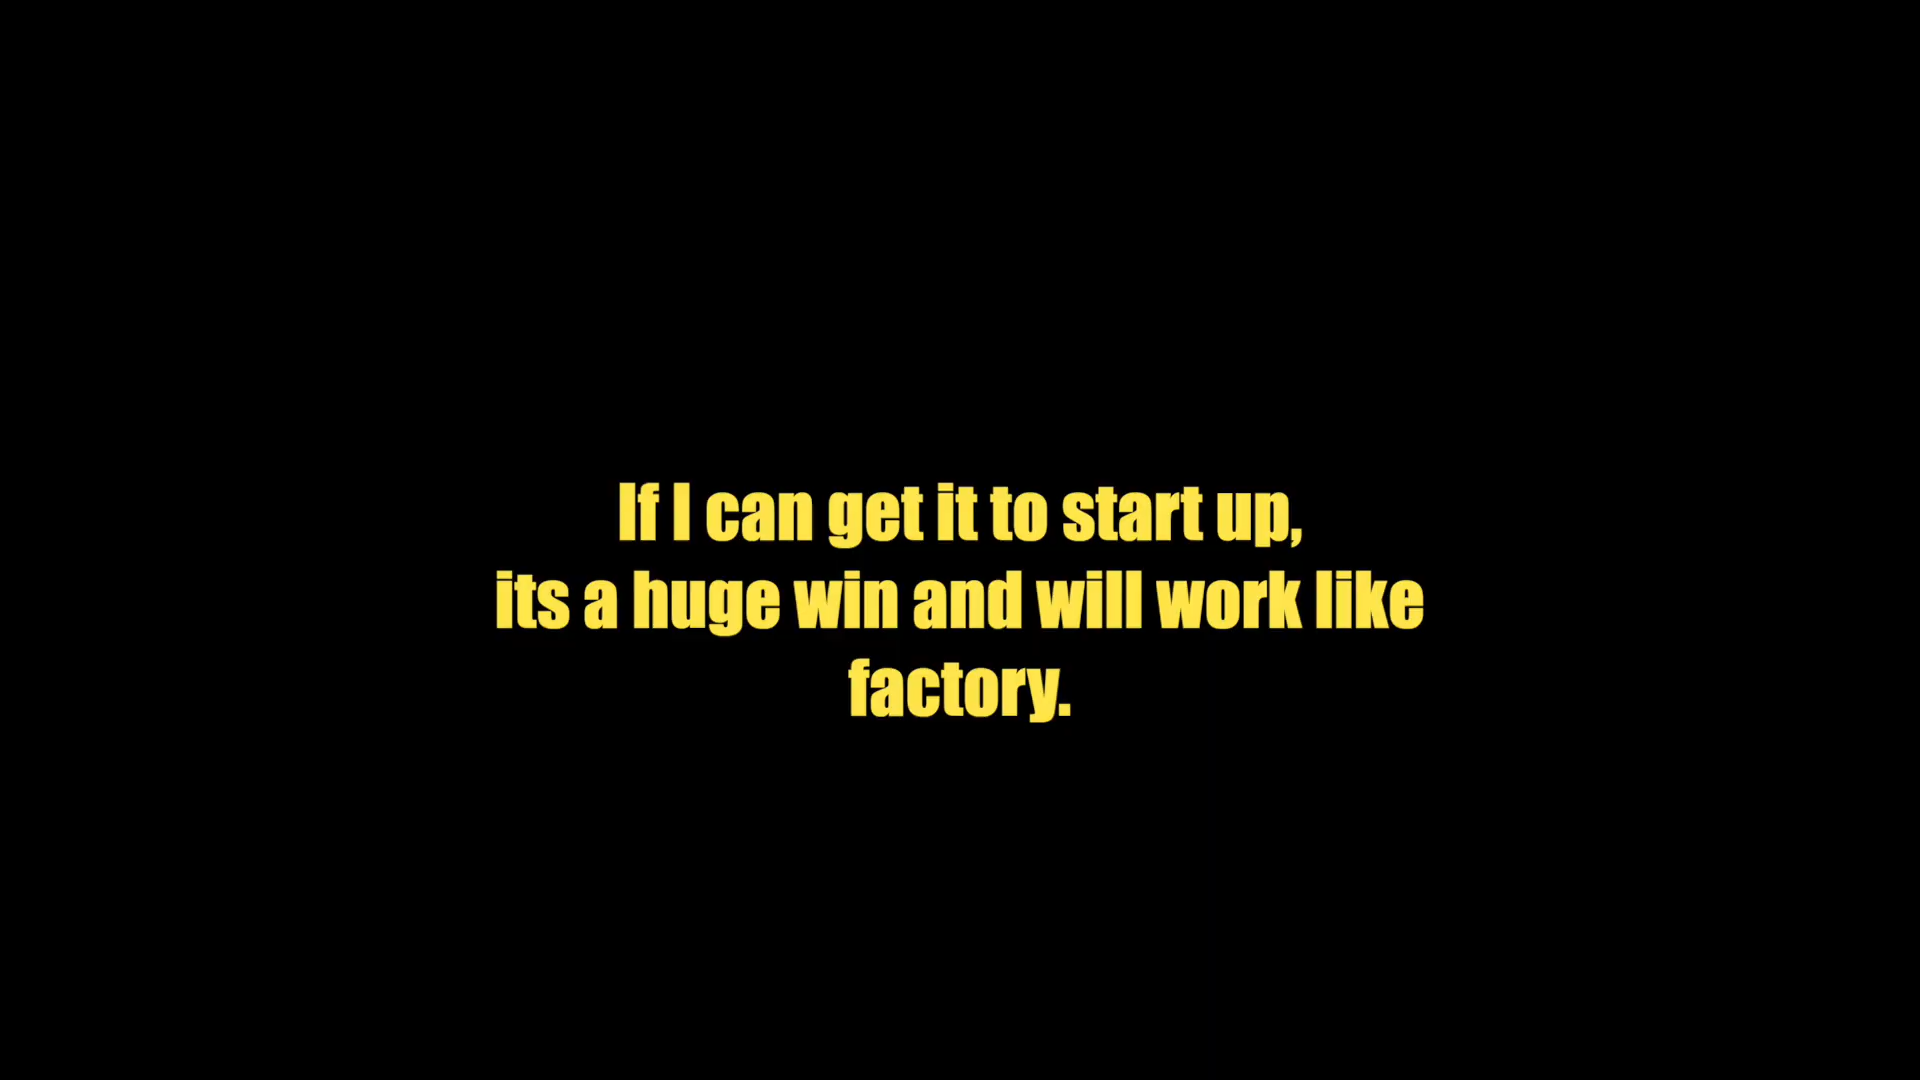 If I can get it to start up,
its a huge win and will work like
factory.